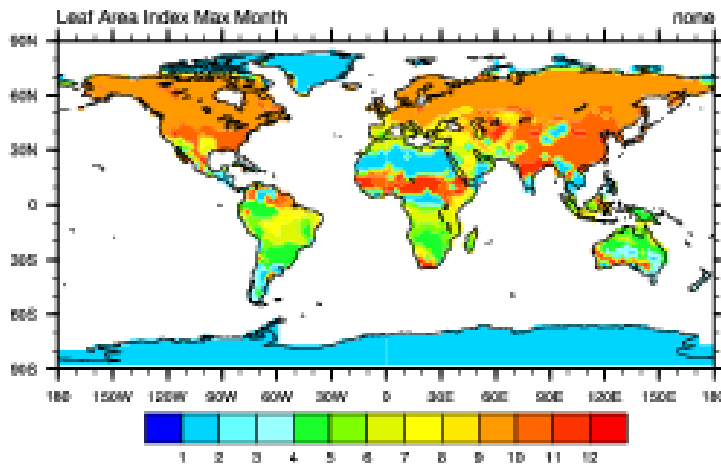 Leaf Area Index Max Month none
90N
60N
30N
0
30S
60S
90S
180 150W 120W 90W 60W 30W 0 30E 60E 90E 120E 150E 180
1 2 3 4 5 6 7 8 9 10 11 12